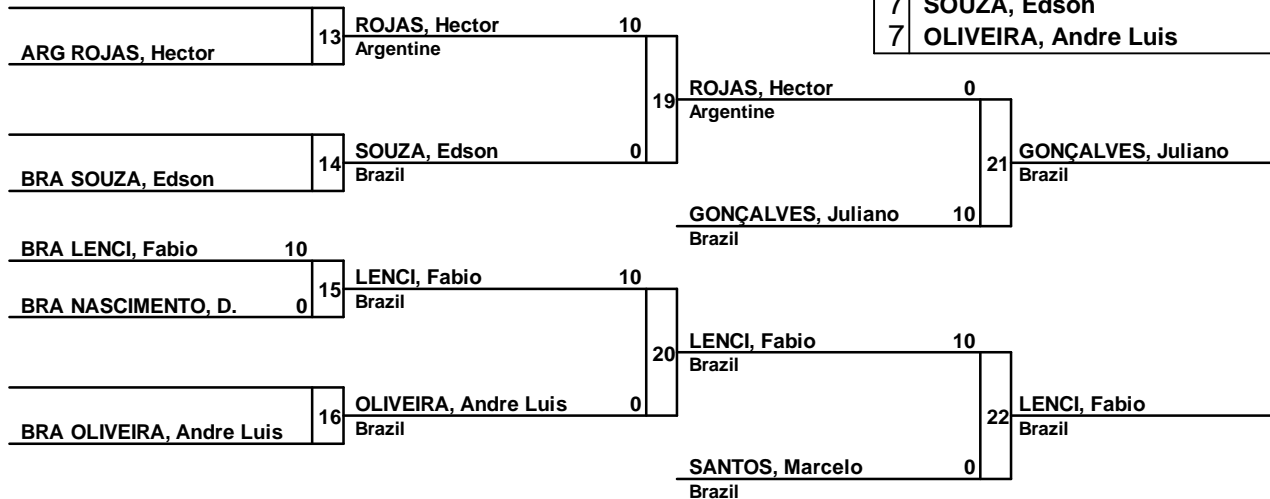 7 SOUZA, Edson
7 OLIVEIRA, Andre Luis
ARG ROJAS, Hector
13
ROJAS, Hector 10
Argentine
BRA SOUZA, Edson
14
SOUZA, Edson 0
Brazil
19
ROJAS, Hector 0
Argentine
GONÇALVES, Juliano 10
Brazil
21
GONÇALVES, Juliano
Brazil
BRA LENCI, Fabio 10
BRA NASCIMENTO, D. 0
15
LENCI, Fabio 10
Brazil
BRA OLIVEIRA, Andre Luis
16
OLIVEIRA, Andre Luis 0
Brazil
20
LENCI, Fabio 10
Brazil
SANTOS, Marcelo 0
Brazil
22
LENCI, Fabio
Brazil